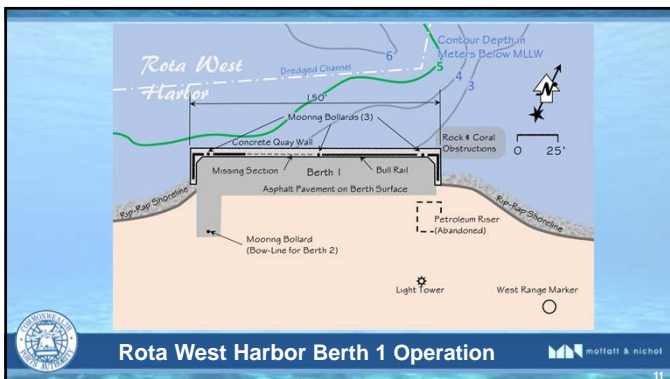 Rota West
Harbor
Dredged Channel
6
5
4
3
Contour Depth in
Meters Below MLLW
N
150'
Mooring Bollards (3)
Concrete Quay Wall
Rock & Coral
Obstructions
0 25'
Missing Section
Berth 1
Bull Rail
Asphalt Pavement on Berth Surface
Rip-Rap Shoreline
Rip-Rap Shoreline
Petroleum Riser
(Abandoned)
Mooring Bollard
(Bow-Line for Berth 2)
Light Tower
West Range Marker
COMMONWEALTH
PORTS AUTHORITY
Rota West Harbor Berth 1 Operation
moffatt & nichol
11